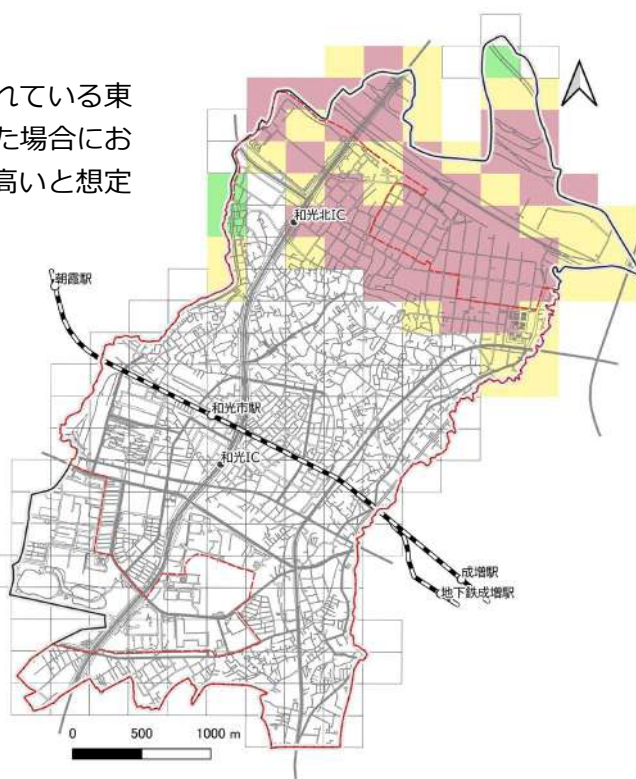 れている東
た場合にお
高いと想定
和光北IC
朝霞駅
和光市駅
和光IC
成増駅
地下鉄成増駅
0 500 1000 m